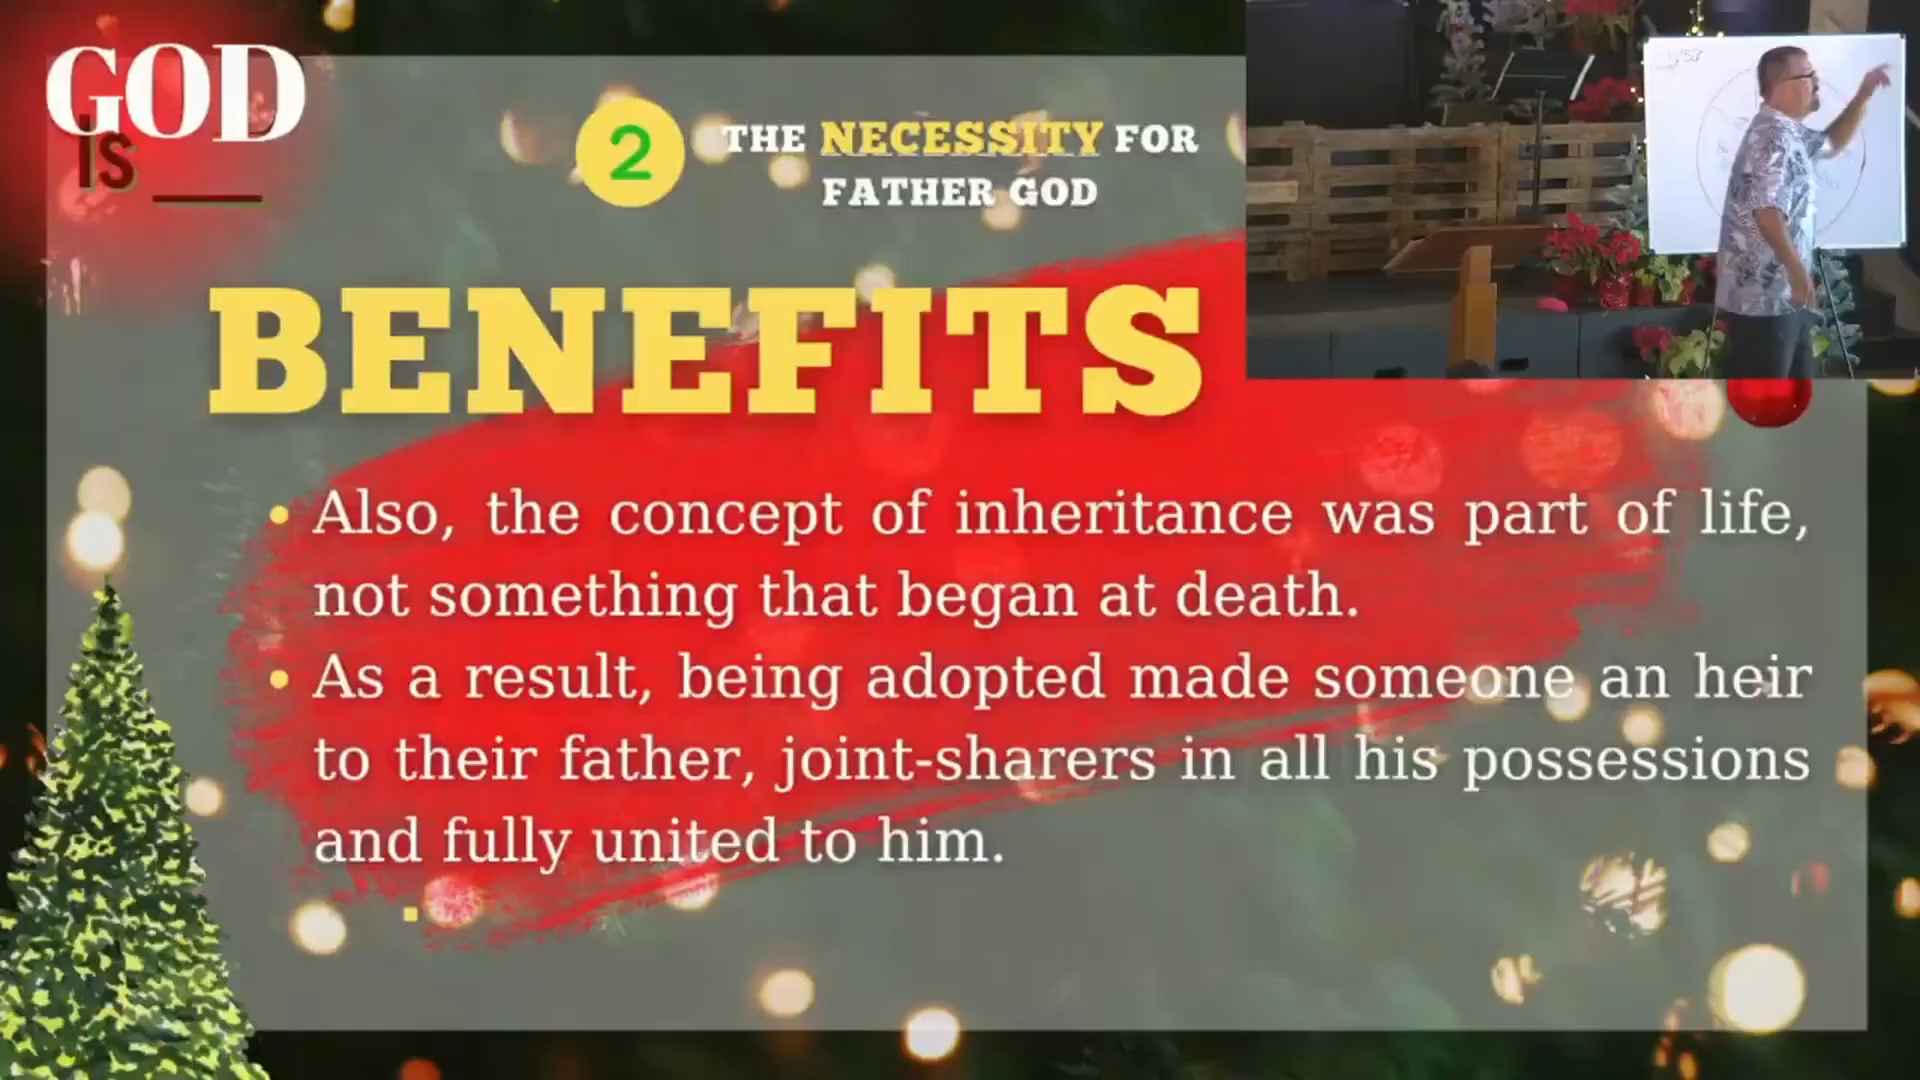 GOD
IS ___
2
THE NECESSITY FOR
FATHER GOD
BENEFITS
• Also, the concept of inheritance was part of life,
not something that began at death.
• As a result, being adopted made someone an heir
to their father, joint-sharers in all his possessions
and fully united to him.